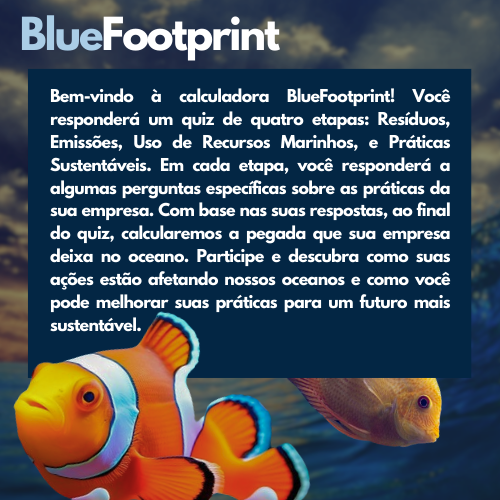 BlueFootprint
Bem-vindo à calculadora BlueFootprint! Você
responderá um quiz de quatro etapas: Resíduos,
Emissões, Uso de Recursos Marinhos, e Práticas
Sustentáveis. Em cada etapa, você responderá a
algumas perguntas específicas sobre as práticas da
sua empresa. Com base nas suas respostas, ao final
do quiz, calcularemos a pegada que sua empresa
deixa no oceano. Participe e descubra como suas
ações estão afetando nossos oceanos e como você
pode melhorar suas práticas para um futuro mais
sustentável.